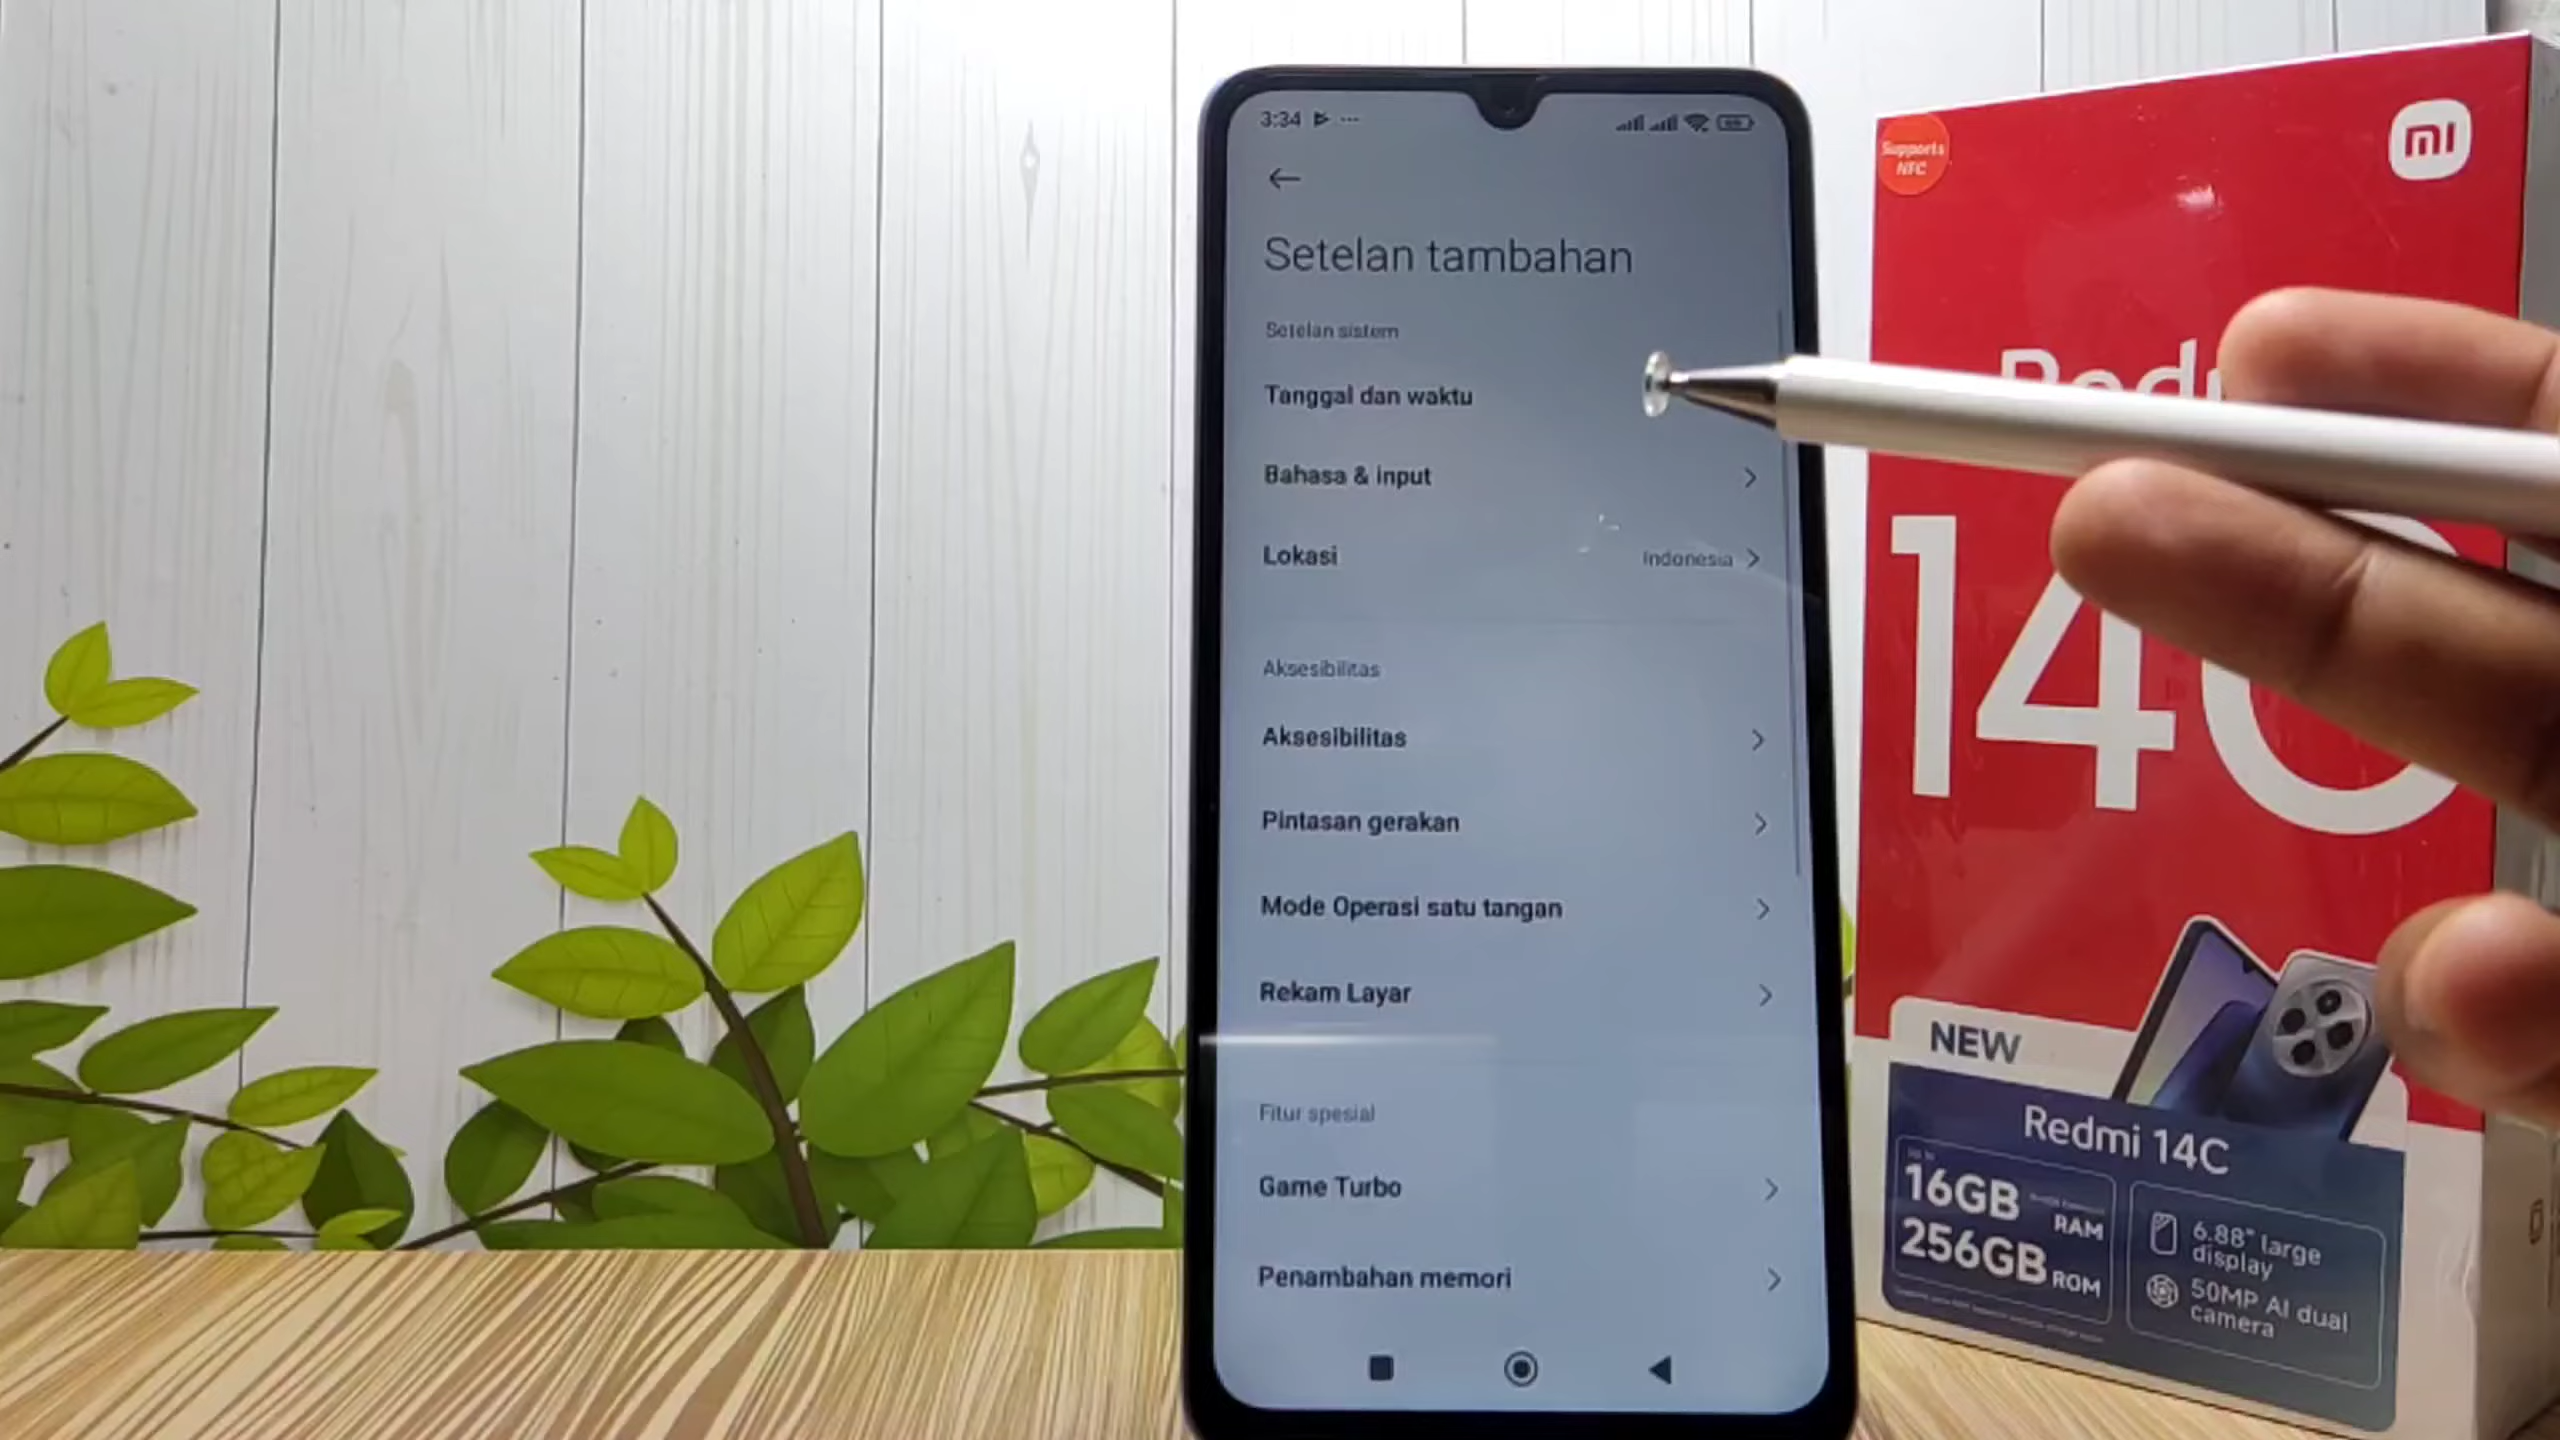 3:34
Setelan tambahan
Setelan sistem
Tanggal dan waktu
Bahasa & input
Lokasi
Indonesia
Aksesibilitas
Aksesibilitas
Pintasan gerakan
Mode Operasi satu tangan
Rekam Layar
Fitur spesial
Game Turbo
Penambahan memori
Supports
NFC
mi
14C
NEW
Redmi 14C
16GB
RAM
256GB
ROM
6.88" large
display
50MP AI dual
camera